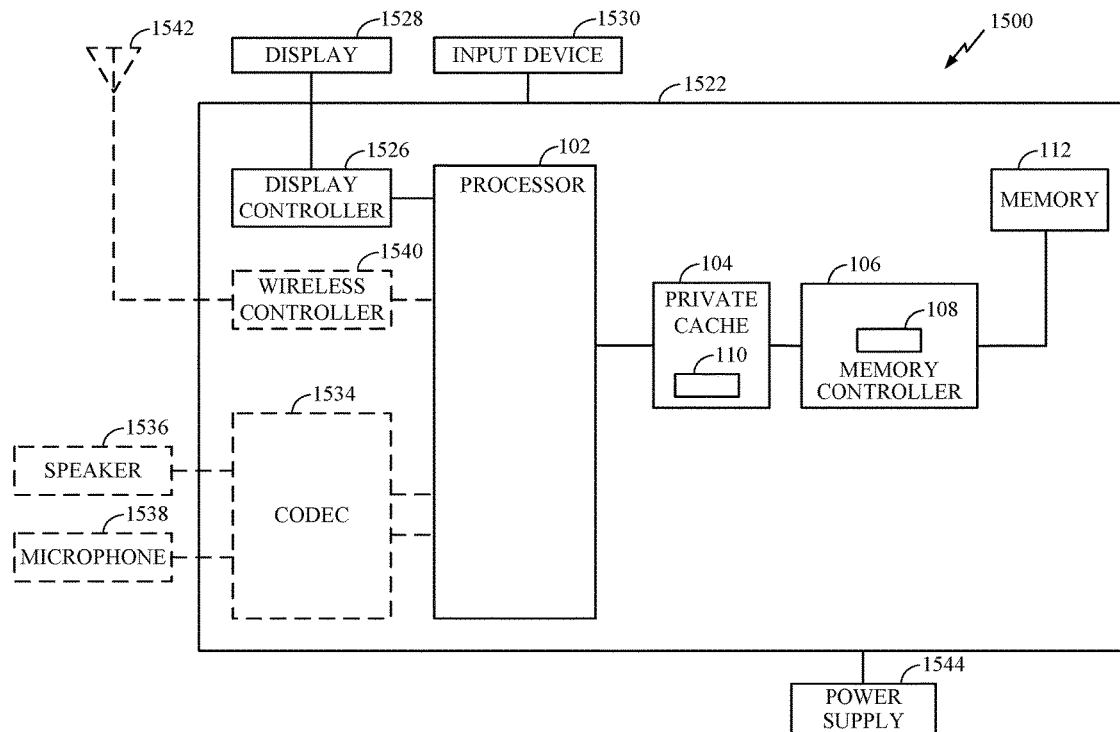 1542
1528
DISPLAY
1530
INPUT DEVICE
1500
1522
1526
DISPLAY
CONTROLLER
102
PROCESSOR
112
MEMORY
1540
WIRELESS
CONTROLLER
104
PRIVATE
CACHE
110
106
108
MEMORY
CONTROLLER
1534
CODEC
1536
SPEAKER
1538
MICROPHONE
1544
POWER
SUPPLY